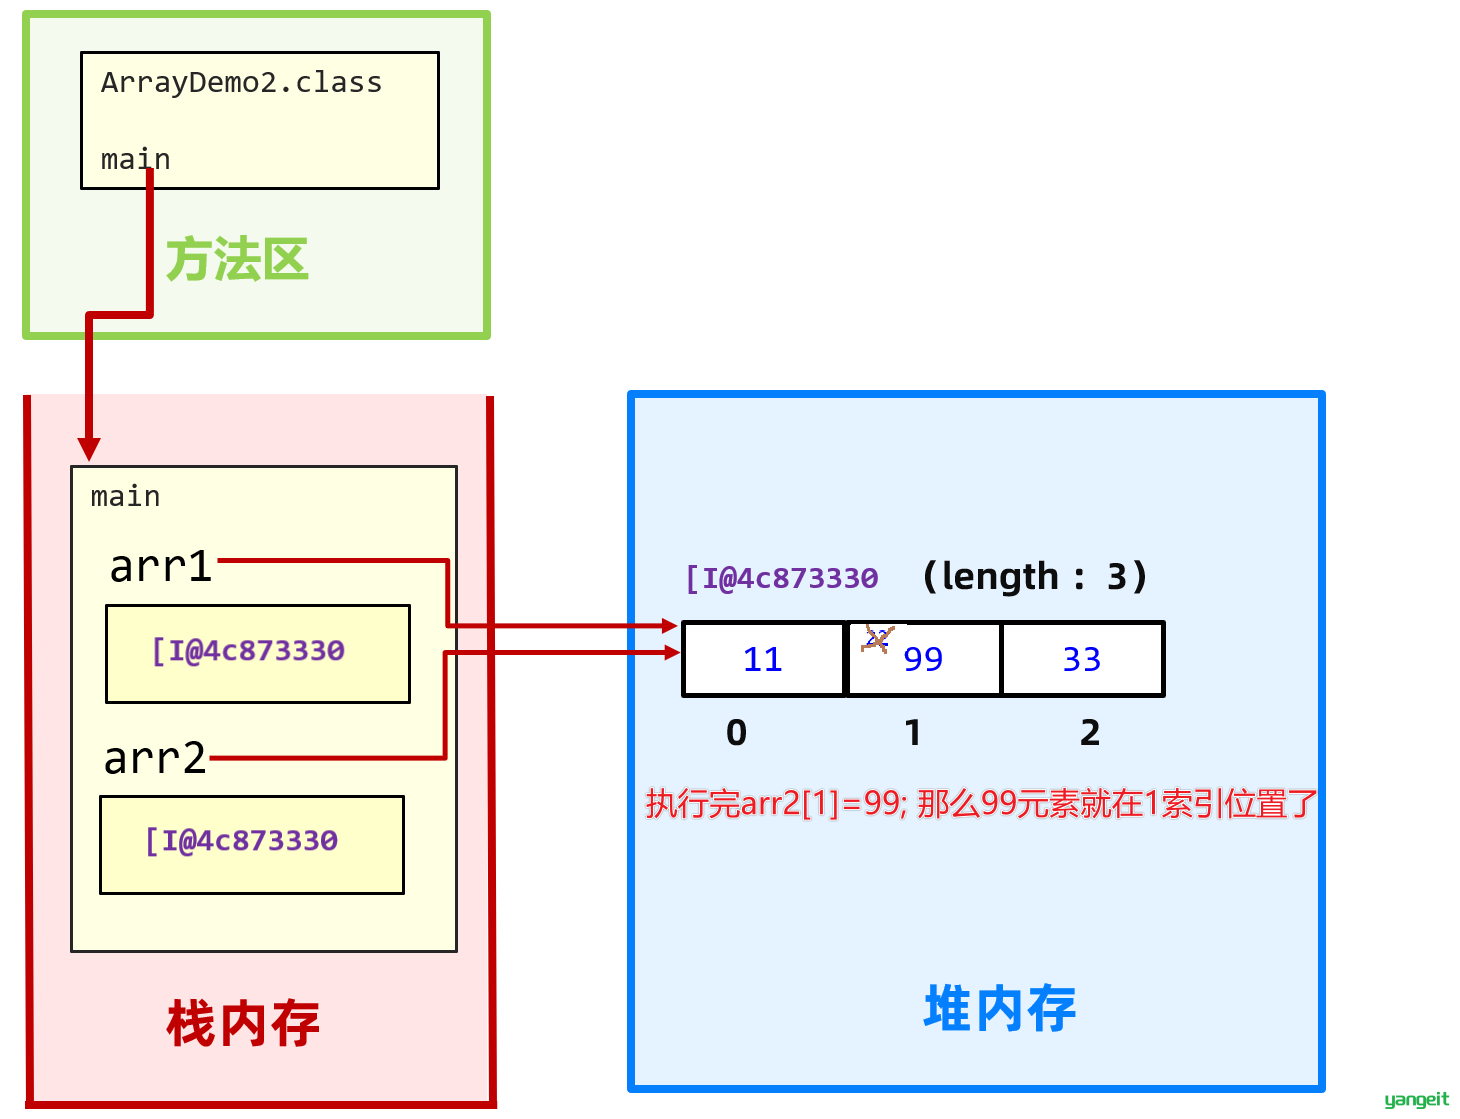 ArrayDemo2.class
main
方法区
main
arr1
[I@4c873330
arr2
[I@4c873330
栈内存
[I@4c873330 (length : 3)
11 22 99 33
0 1 2
执行完arr2[1]=99; 那么99元素就在1索引位置了
堆内存
yangeit